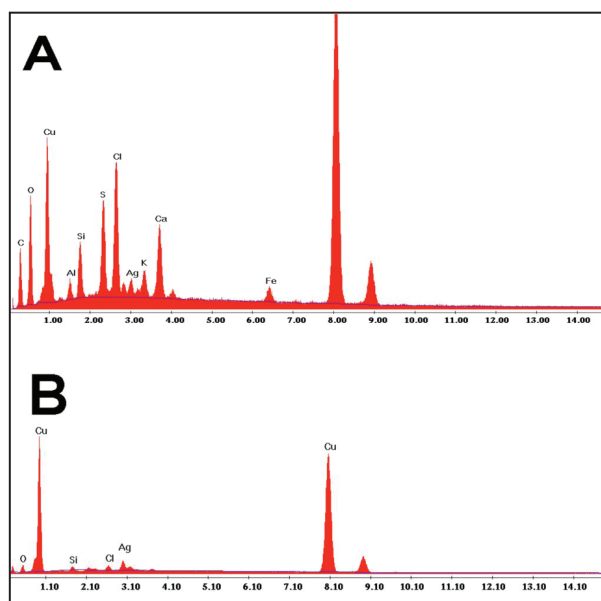 A
Cu
Cl
O
S
Ca
C
Si
Al
Ag
K
Fe
1.00 2.00 3.00 4.00 5.00 6.00 7.00 8.00 9.00 10.00 11.00 12.00 13.00 14.00
B
Cu
Cu
O
Si
Cl
Ag
1.10 2.10 3.10 4.10 5.10 6.10 7.10 8.10 9.10 10.10 11.10 12.10 13.10 14.10